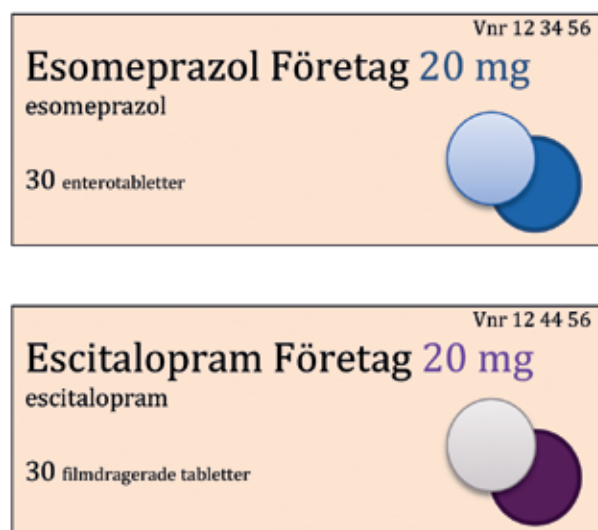 Vnr 12 34 56
Esomeprazol Företag 20 mg
esomeprazol
30 enterotabletter
Vnr 12 44 56
Escitalopram Företag 20 mg
escitalopram
30 filmdragerade tabletter